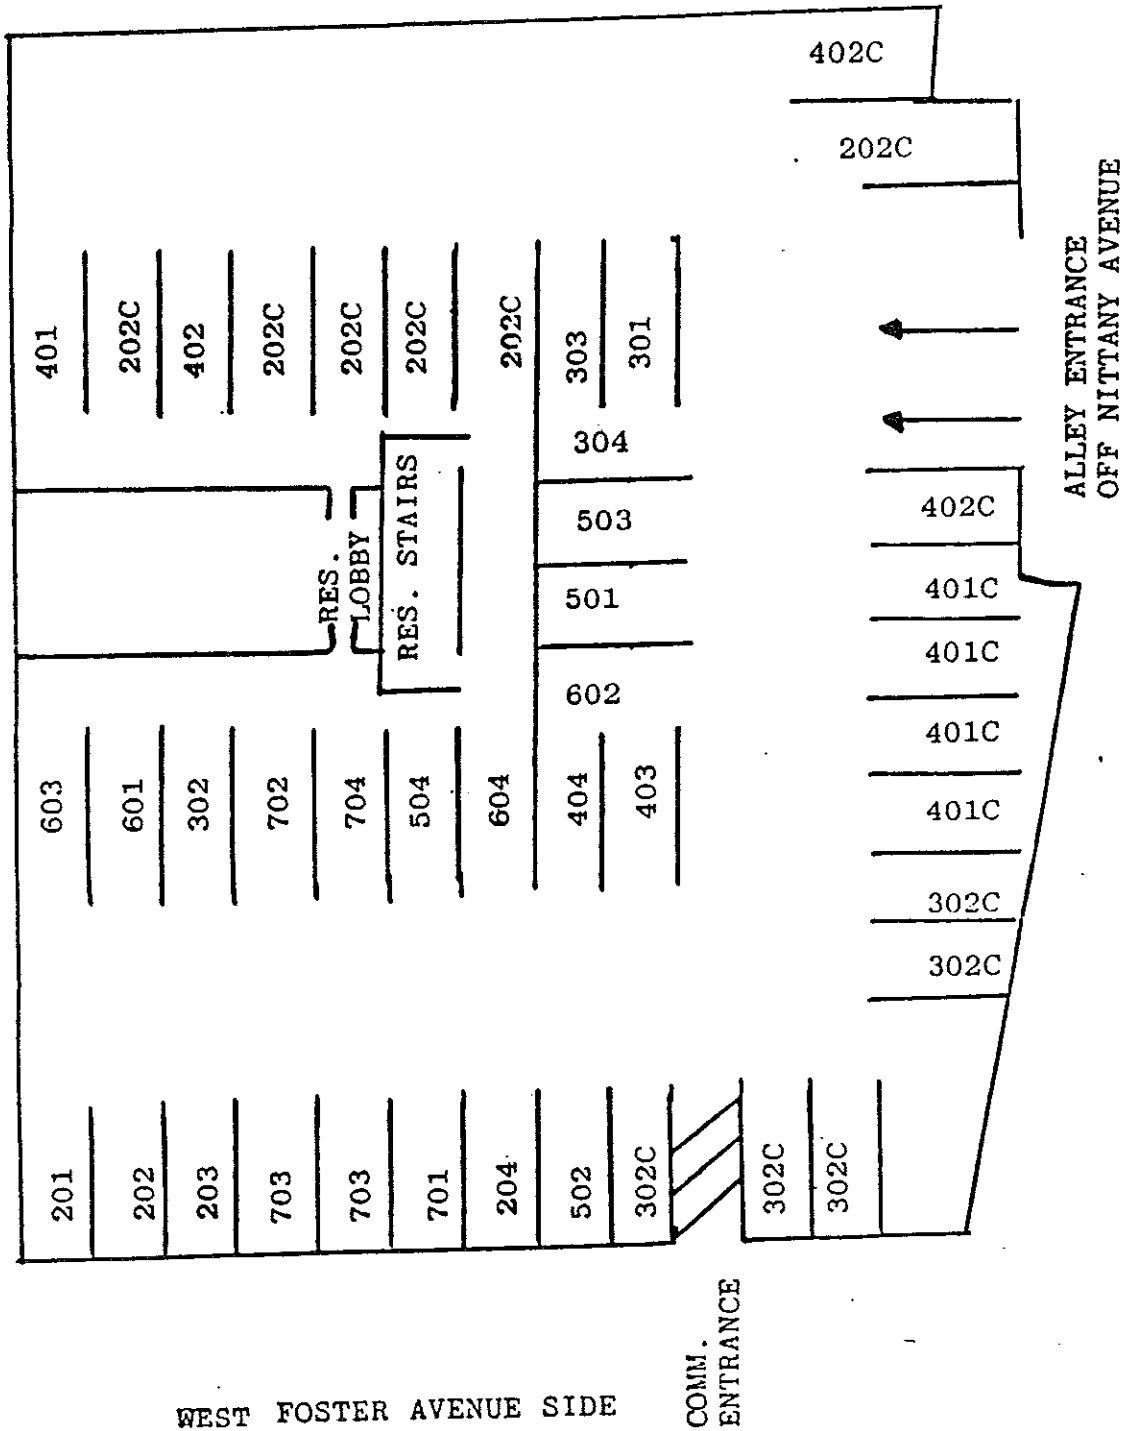 402C
202C
401
202C
402
202C
202C
202C
202C
303
301
304
503
501
602
RES.
LOBBY
RES. STAIRS
ALLEY ENTRANCE
OFF NITTANY AVENUE
402C
401C
401C
401C
401C
302C
302C
603
601
302
702
704
504
604
404
403
201
202
203
703
703
701
204
502
302C
302C
302C
COMM.
ENTRANCE
WEST FOSTER AVENUE SIDE